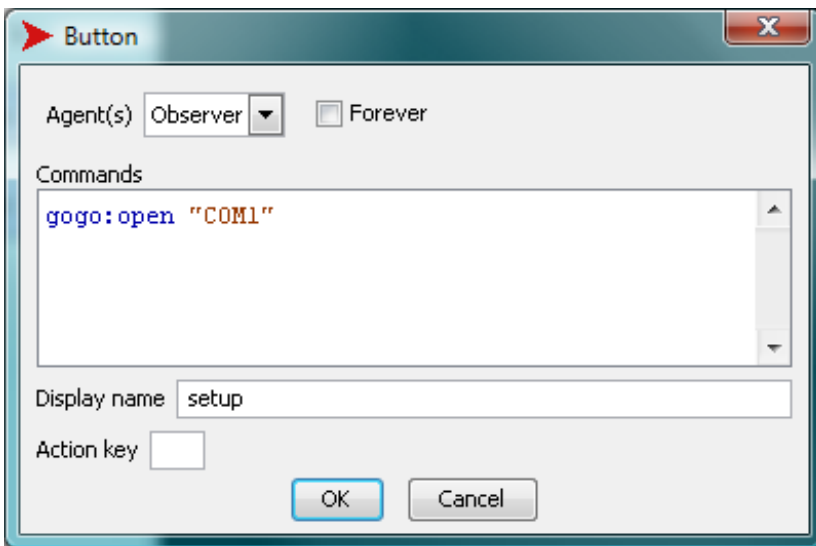 Button
Agent(s) Observer Forever
Commands
gogo:open "COM1"
Display name setup
Action key
OK Cancel